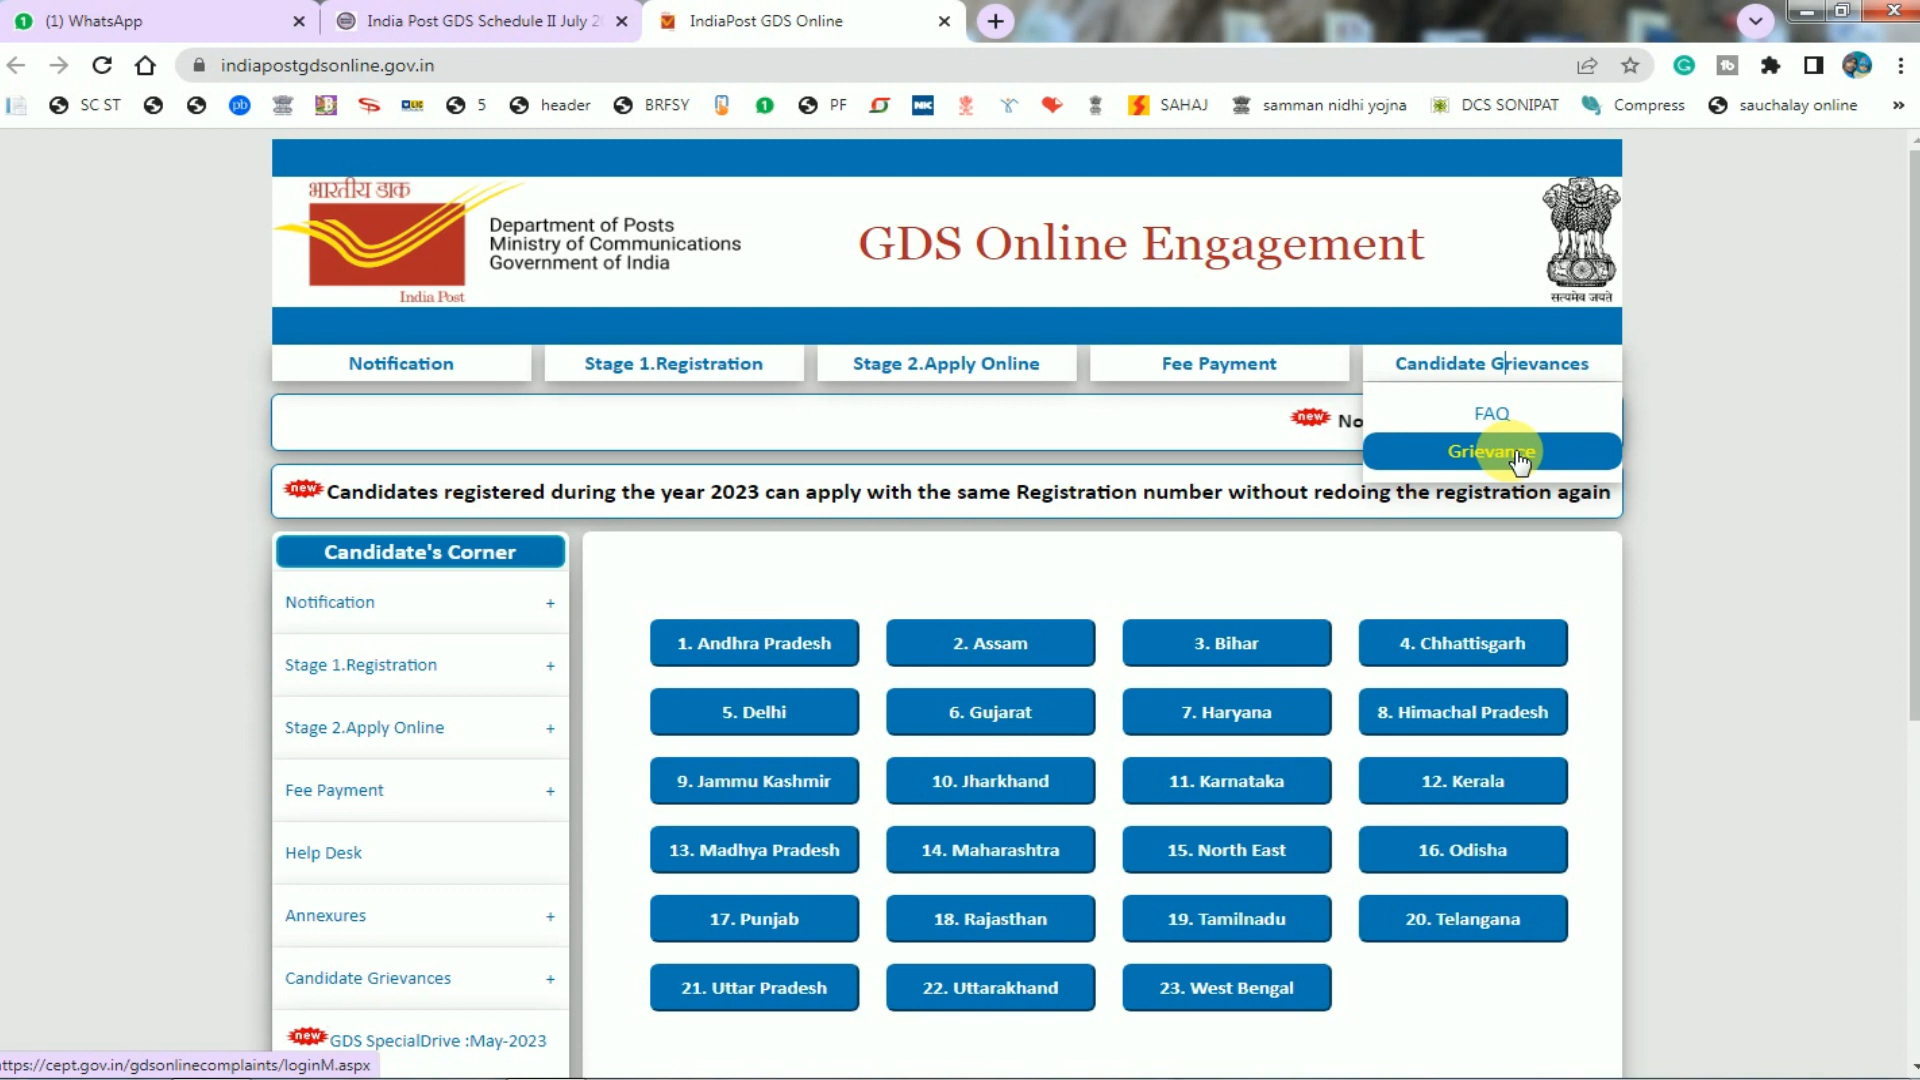 (1) WhatsApp
India Post GDS Schedule II July 2
IndiaPost GDS Online
indiapostgdsonline.gov.in
SC ST
pb
5
header
BRFSY
1
PF
NIC
SAHAJ
samman nidhi yojna
DCS SONIPAT
Compress
sauchalay online
»
भारतीय डाक
India Post
Department of Posts
Ministry of Communications
Government of India
GDS Online Engagement
सत्यमेव जयते
Notification
Stage 1.Registration
Stage 2.Apply Online
Fee Payment
Candidate Grievances
FAQ
Grievance
new No
new Candidates registered during the year 2023 can apply with the same Registration number without redoing the registration again
Candidate's Corner
Notification +
Stage 1.Registration +
Stage 2.Apply Online +
Fee Payment +
Help Desk
Annexures +
Candidate Grievances +
new GDS SpecialDrive :May-2023
1. Andhra Pradesh
2. Assam
3. Bihar
4. Chhattisgarh
5. Delhi
6. Gujarat
7. Haryana
8. Himachal Pradesh
9. Jammu Kashmir
10. Jharkhand
11. Karnataka
12. Kerala
13. Madhya Pradesh
14. Maharashtra
15. North East
16. Odisha
17. Punjab
18. Rajasthan
19. Tamilnadu
20. Telangana
21. Uttar Pradesh
22. Uttarakhand
23. West Bengal
ttps://cept.gov.in/gdsonlinecomplaints/loginM.aspx